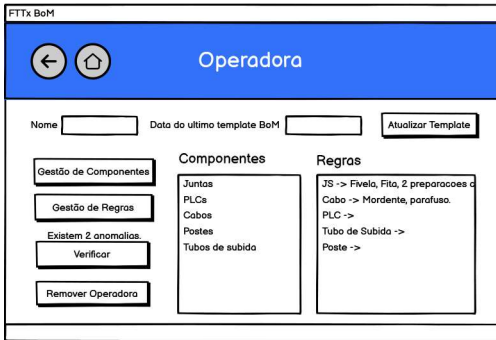 FTTx BoM
Operadora
Nome
Data do ultimo template BoM
Atualizar Template
Gestão de Componentes
Gestão de Regras
Existem 2 anomalias.
Verificar
Remover Operadora
Componentes
Juntas
PLCs
Cabos
Postes
Tubos de subida
Regras
JS -> Fivela, Fita, 2 preparacoes
Cabo -> Mordente, parafuso.
PLC ->
Tubo de Subida ->
Poste ->